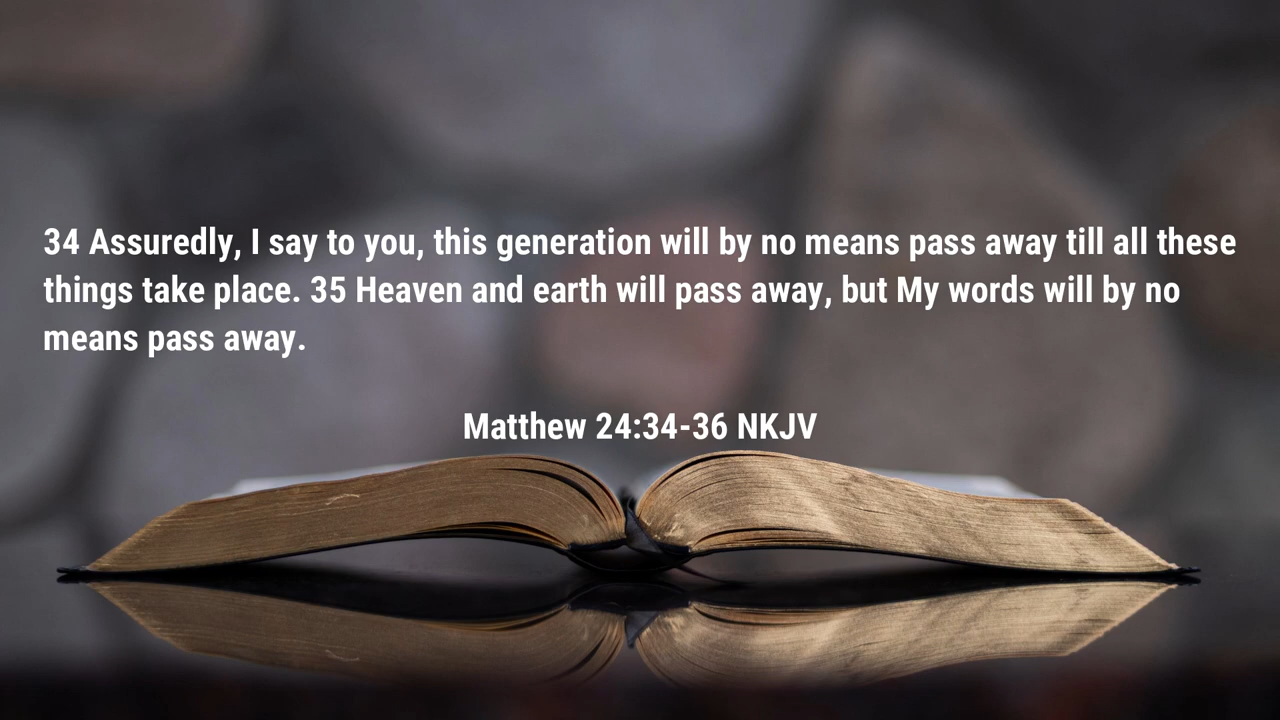 34 Assuredly, I say to you, this generation will by no means pass away till all these
things take place. 35 Heaven and earth will pass away, but My words will by no
means pass away.
Matthew 24:34-36 NKJV